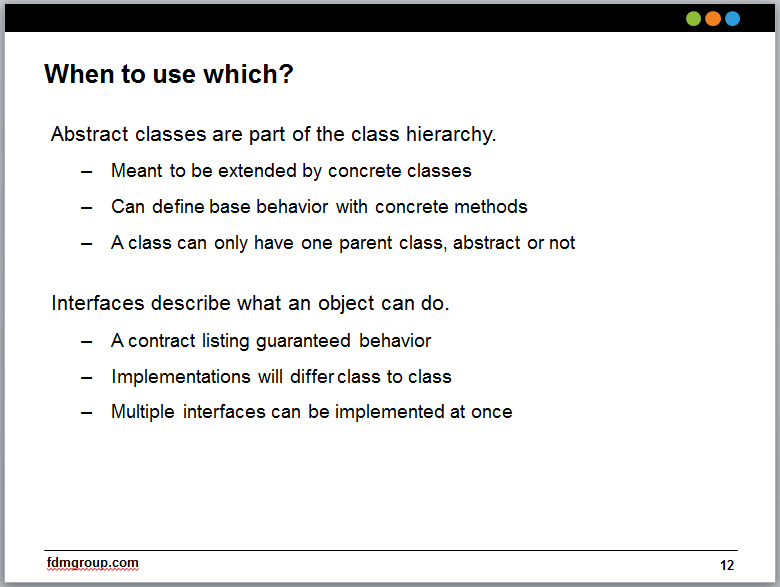 When to use which?
Abstract classes are part of the class hierarchy.
– Meant to be extended by concrete classes
– Can define base behavior with concrete methods
– A class can only have one parent class, abstract or not
Interfaces describe what an object can do.
– A contract listing guaranteed behavior
– Implementations will differ class to class
– Multiple interfaces can be implemented at once
fdmgroup.com
12